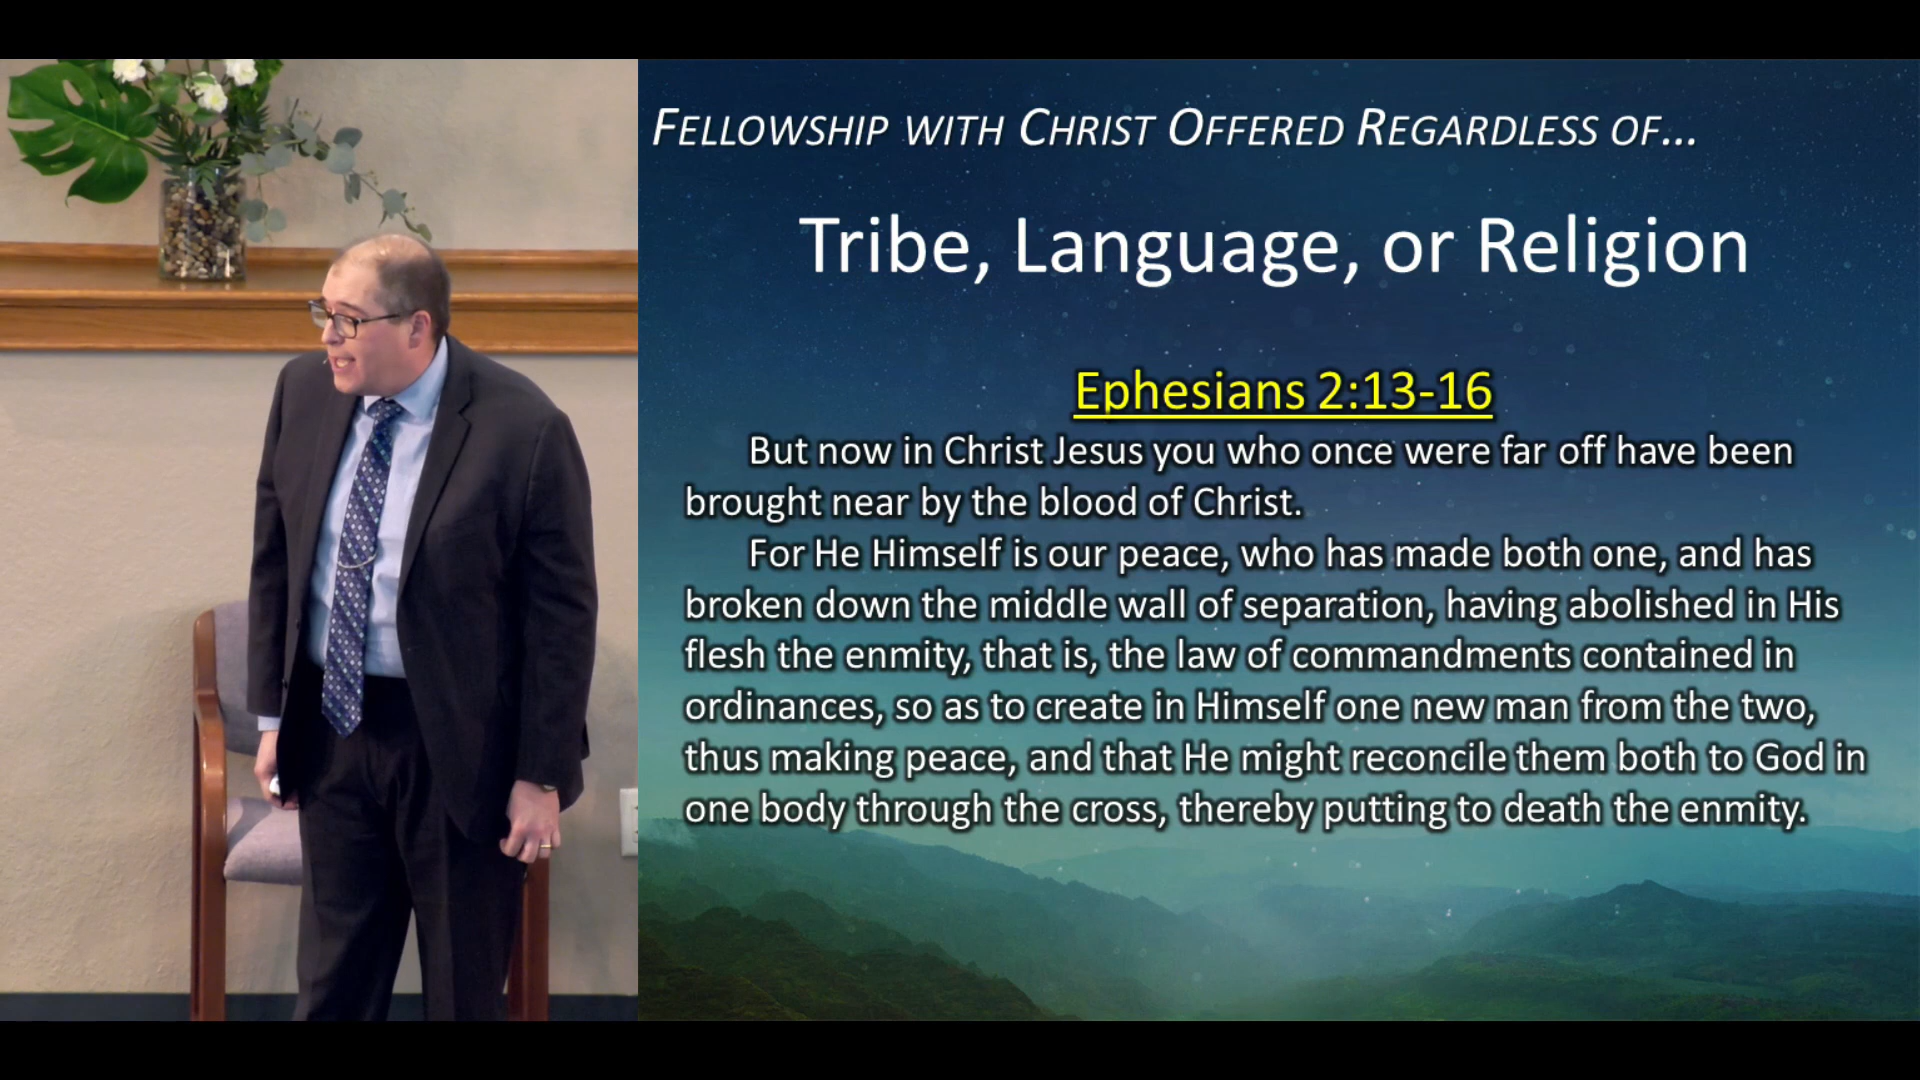 FELLOWSHIP WITH CHRIST OFFERED REGARDLESS OF...
Tribe, Language, or Religion
Ephesians 2:13-16
But now in Christ Jesus you who once were far off have been
brought near by the blood of Christ.
For He Himself is our peace, who has made both one, and has
broken down the middle wall of separation, having abolished in His
flesh the enmity, that is, the law of commandments contained in
ordinances, so as to create in Himself one new man from the two,
thus making peace, and that He might reconcile them both to God in
one body through the cross, thereby putting to death the enmity.